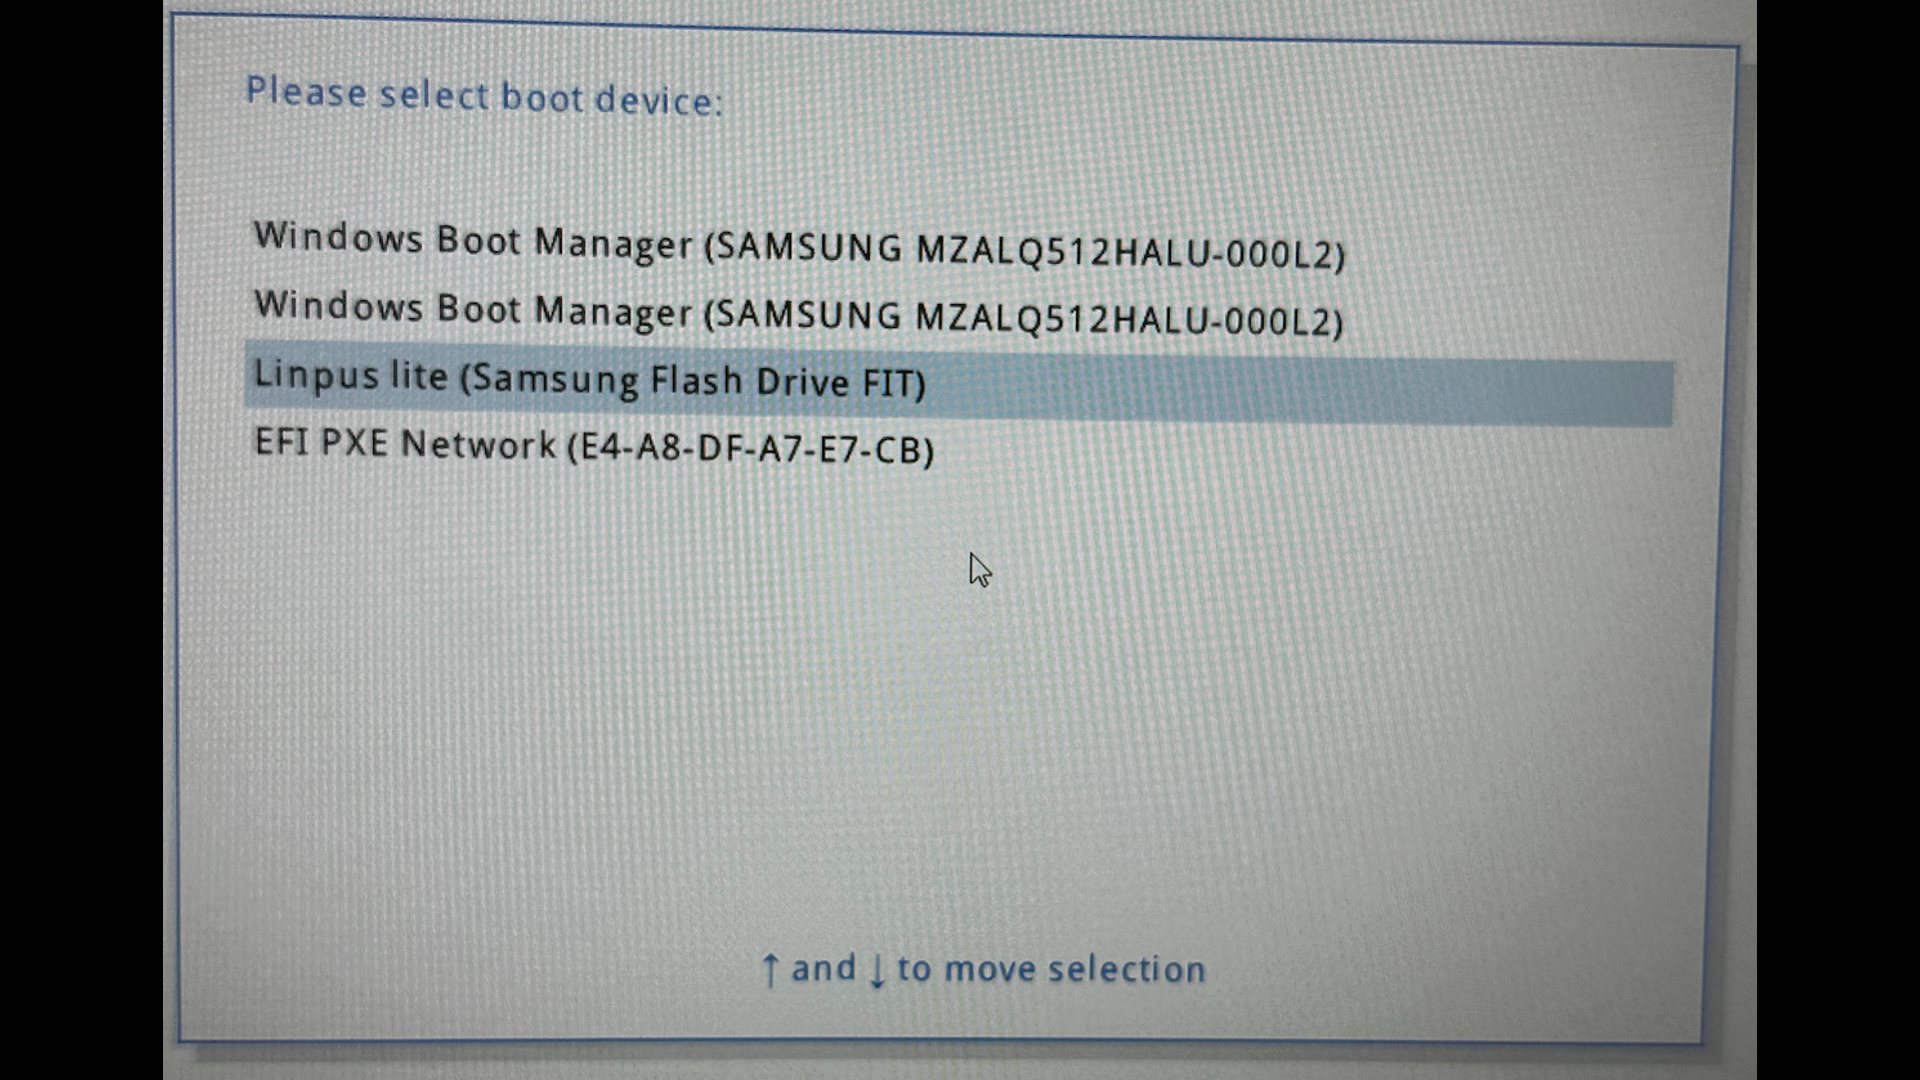 Please select boot device:
Windows Boot Manager (SAMSUNG MZALQ512HALU-000L2)
Windows Boot Manager (SAMSUNG MZALQ512HALU-000L2)
Linpus lite (Samsung Flash Drive FIT)
EFI PXE Network (E4-A8-DF-A7-E7-CB)
↑ and ↓ to move selection